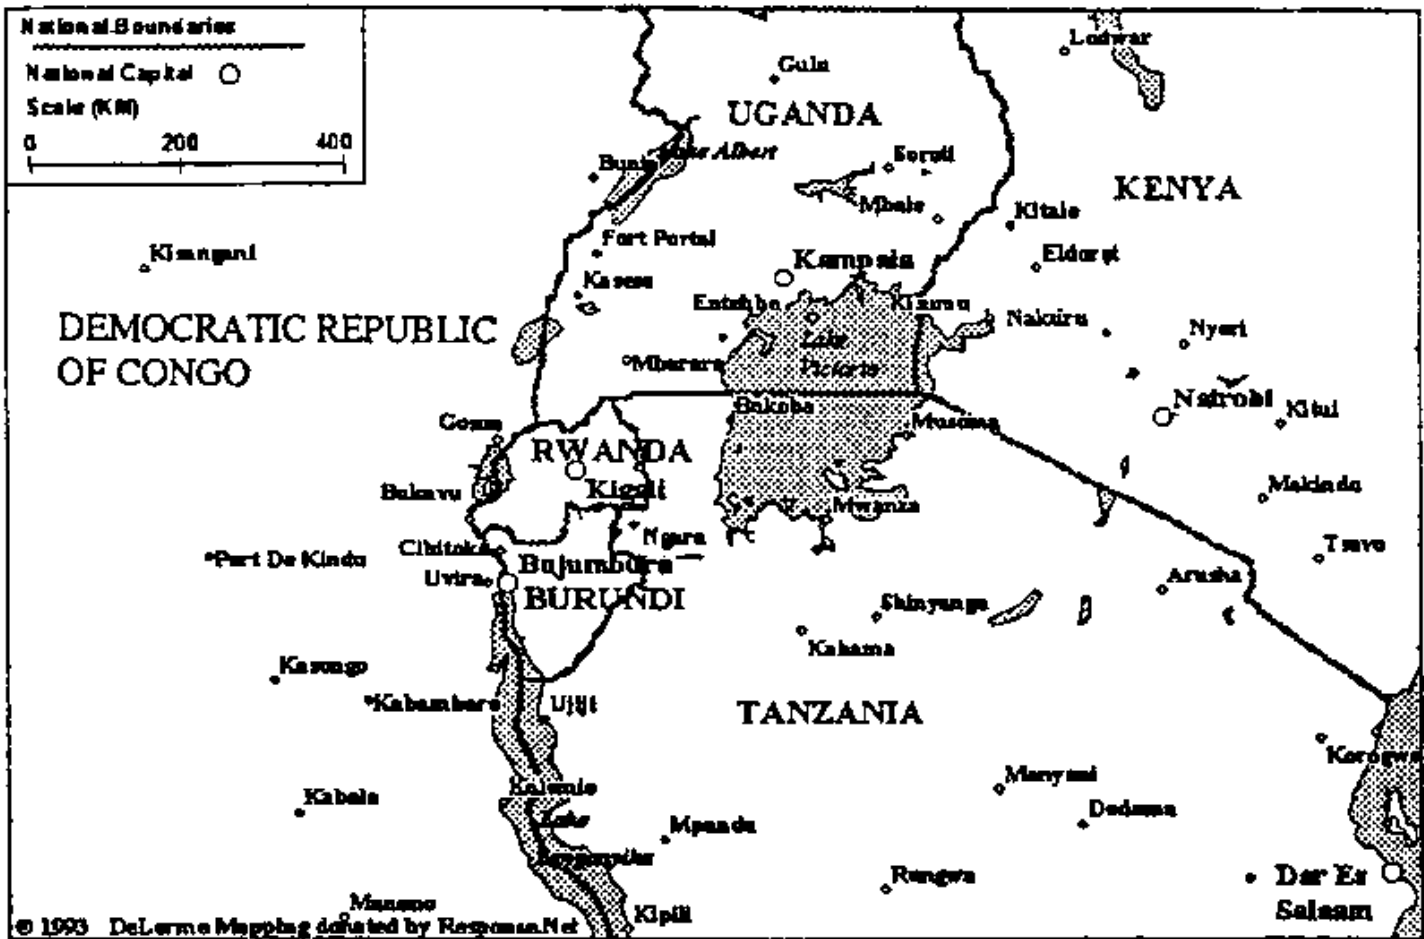 National Boundaries
National Capital
Scale (KM)
0 200 400
Lodwar
Gulu
UGANDA
Lake Albert
Bunia
Soroti
KENYA
Mbale
Kitale
Fort Portal
Kisangani
Eldoret
Kampala
Kasese
Entebbe
Kisumu
Nakuru
Nyeri
DEMOCRATIC REPUBLIC
OF CONGO
Lake
Victoria
Mbarara
Nairobi
Kitui
Bukoba
Musoma
Goma
RWANDA
Kigali
Bukavu
Makindu
Mwanza
Ngara
Cibitoke
Tsavo
Port De Kindu
Bujumbura
Uvira
BURUNDI
Arusha
Shinyanga
Kahama
Kasongo
Kabambare
Ujiji
TANZANIA
Korogwe
Manyoni
Kalemie
Kabalo
Dodoma
Lake
Tanganyika
Mpanda
Rungwa
Dar Es
Salaam
Manono
Kipili
© 1993 DeLorme Mapping donated by Response.Net